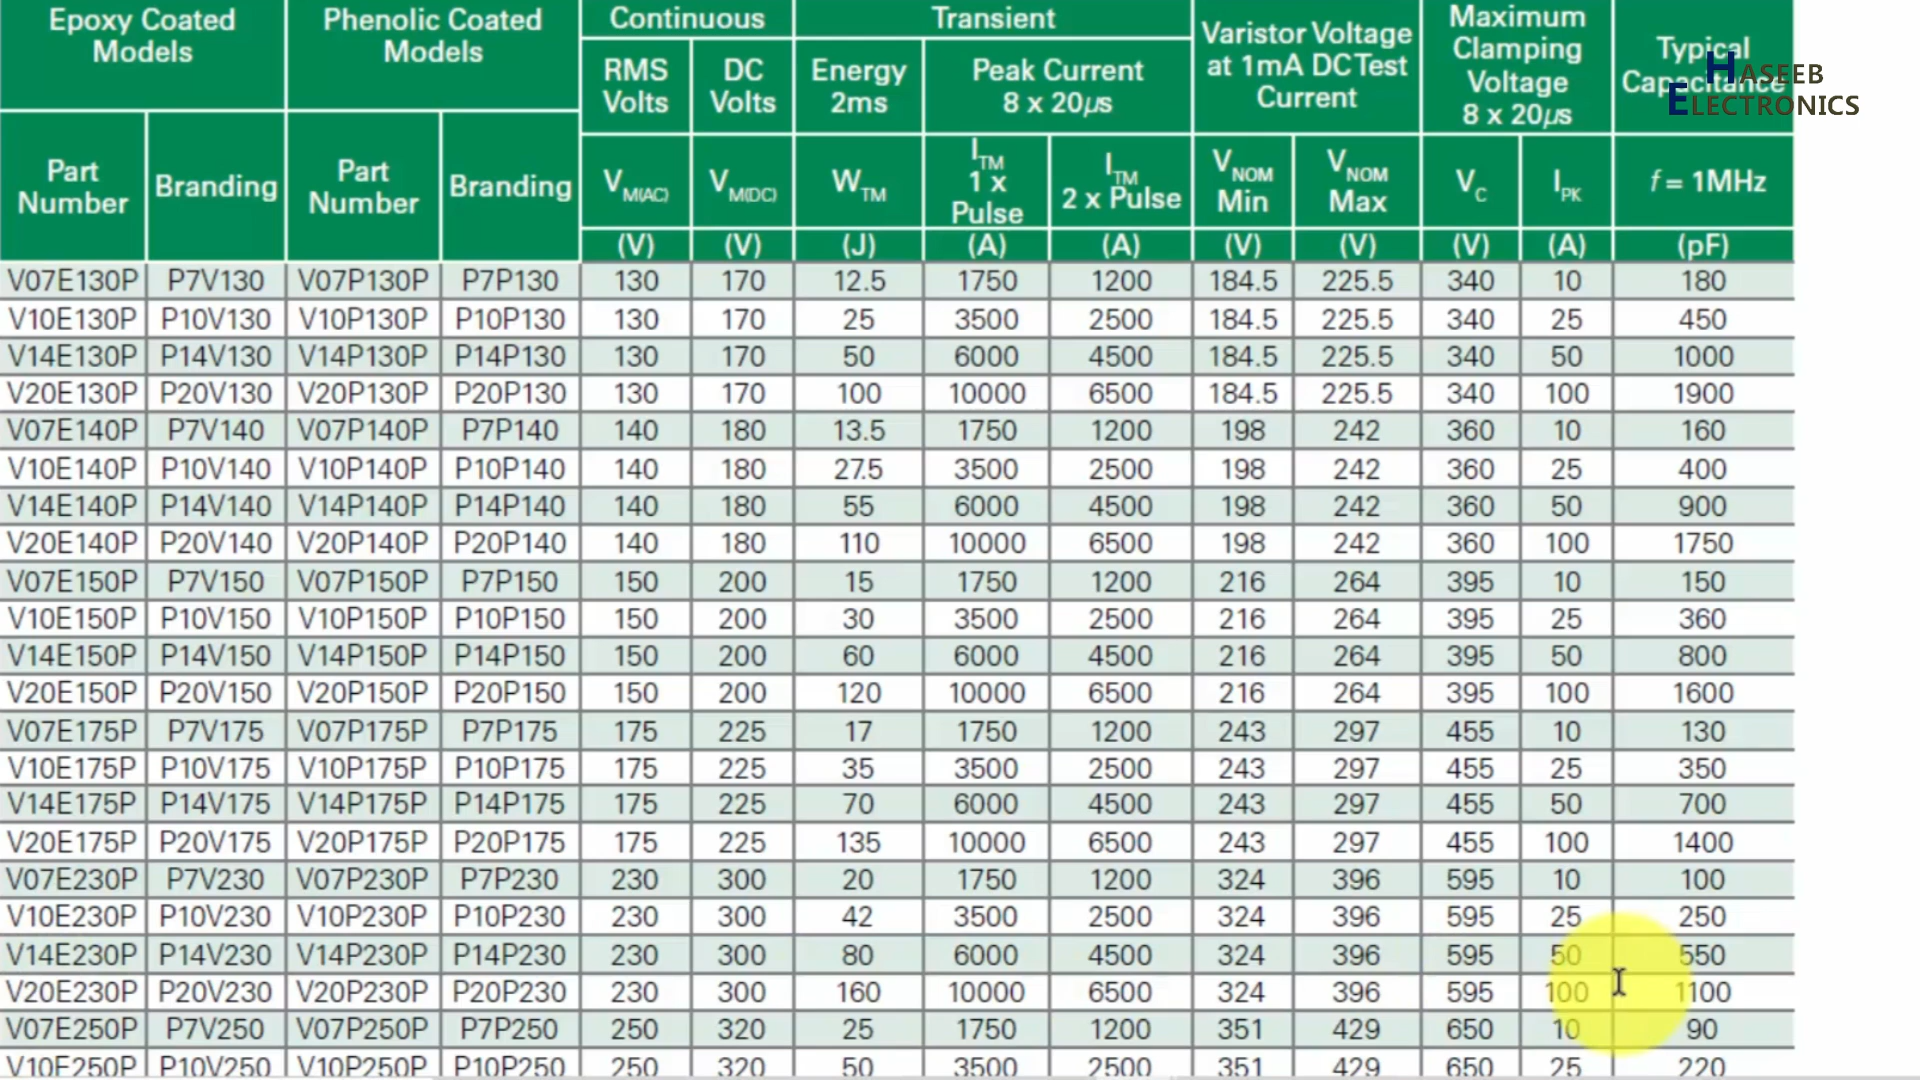 Epoxy Coated Models Phenolic Coated Models Continuous Transient Varistor Voltage at 1mA DC Test Current Maximum Clamping Voltage 8 x 20µs Typical Capacitance
RMS Volts DC Volts Energy 2ms Peak Current 8 x 20µs
Part Number Branding Part Number Branding VM(AC) VM(DC) WTM ITM 1 x Pulse ITM 2 x Pulse VNOM Min VNOM Max VC IPK f = 1MHz
(V) (V) (J) (A) (A) (V) (V) (V) (A) (pF)
HASEEB
ELECTRONICS
V07E130P P7V130 V07P130P P7P130 130 170 12.5 1750 1200 184.5 225.5 340 10 180
V10E130P P10V130 V10P130P P10P130 130 170 25 3500 2500 184.5 225.5 340 25 450
V14E130P P14V130 V14P130P P14P130 130 170 50 6000 4500 184.5 225.5 340 50 1000
V20E130P P20V130 V20P130P P20P130 130 170 100 10000 6500 184.5 225.5 340 100 1900
V07E140P P7V140 V07P140P P7P140 140 180 13.5 1750 1200 198 242 360 10 160
V10E140P P10V140 V10P140P P10P140 140 180 27.5 3500 2500 198 242 360 25 400
V14E140P P14V140 V14P140P P14P140 140 180 55 6000 4500 198 242 360 50 900
V20E140P P20V140 V20P140P P20P140 140 180 110 10000 6500 198 242 360 100 1750
V07E150P P7V150 V07P150P P7P150 150 200 15 1750 1200 216 264 395 10 150
V10E150P P10V150 V10P150P P10P150 150 200 30 3500 2500 216 264 395 25 360
V14E150P P14V150 V14P150P P14P150 150 200 60 6000 4500 216 264 395 50 800
V20E150P P20V150 V20P150P P20P150 150 200 120 10000 6500 216 264 395 100 1600
V07E175P P7V175 V07P175P P7P175 175 225 17 1750 1200 243 297 455 10 130
V10E175P P10V175 V10P175P P10P175 175 225 35 3500 2500 243 297 455 25 350
V14E175P P14V175 V14P175P P14P175 175 225 70 6000 4500 243 297 455 50 700
V20E175P P20V175 V20P175P P20P175 175 225 135 10000 6500 243 297 455 100 1400
V07E230P P7V230 V07P230P P7P230 230 300 20 1750 1200 324 396 595 10 100
V10E230P P10V230 V10P230P P10P230 230 300 42 3500 2500 324 396 595 25 250
V14E230P P14V230 V14P230P P14P230 230 300 80 6000 4500 324 396 595 50 550
V20E230P P20V230 V20P230P P20P230 230 300 160 10000 6500 324 396 595 100 1100
V07E250P P7V250 V07P250P P7P250 250 320 25 1750 1200 351 429 650 10 90
V10E250P P10V250 V10P250P P10P250 250 320 50 3500 2500 351 429 650 25 220